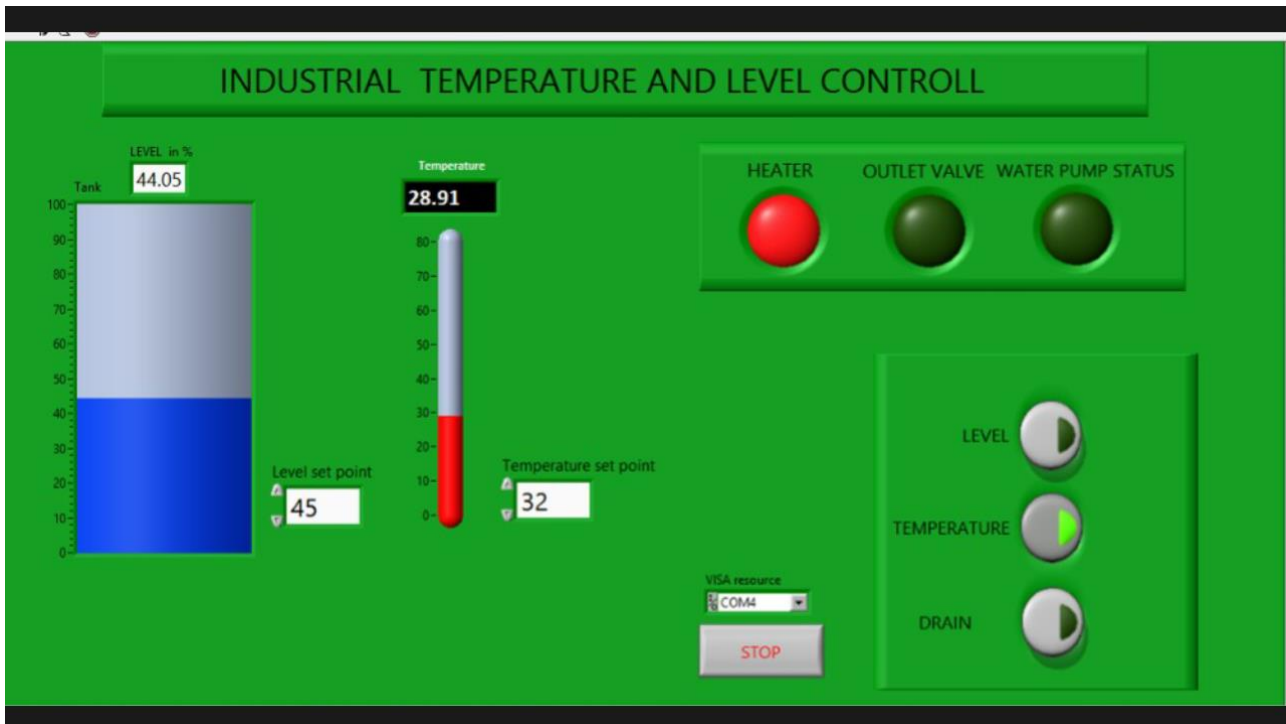 INDUSTRIAL TEMPERATURE AND LEVEL CONTROLL
LEVEL in %
44.05
Tank
100
90
80
70
60
50
40
30
20
10
0
Level set point
45
Temperature
28.91
80
70
60
50
40
30
20
10
0
Temperature set point
32
HEATER OUTLET VALVE WATER PUMP STATUS
LEVEL
TEMPERATURE
DRAIN
VISA resource
COM4
STOP